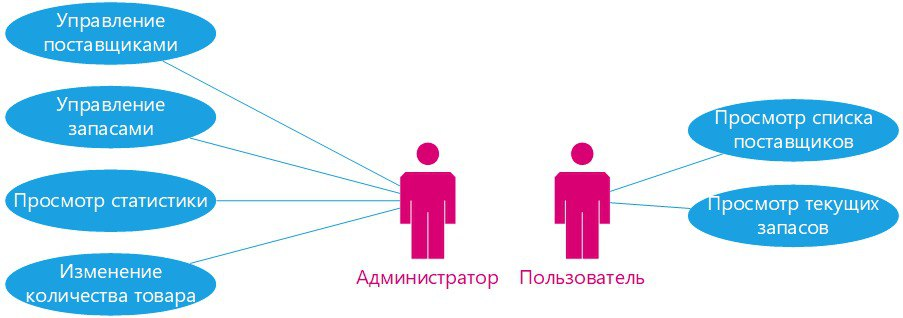 Управление
поставщиками
Управление
запасами
Просмотр статистики
Изменение
количества товара
Администратор
Пользователь
Просмотр списка
поставщиков
Просмотр текущих
запасов